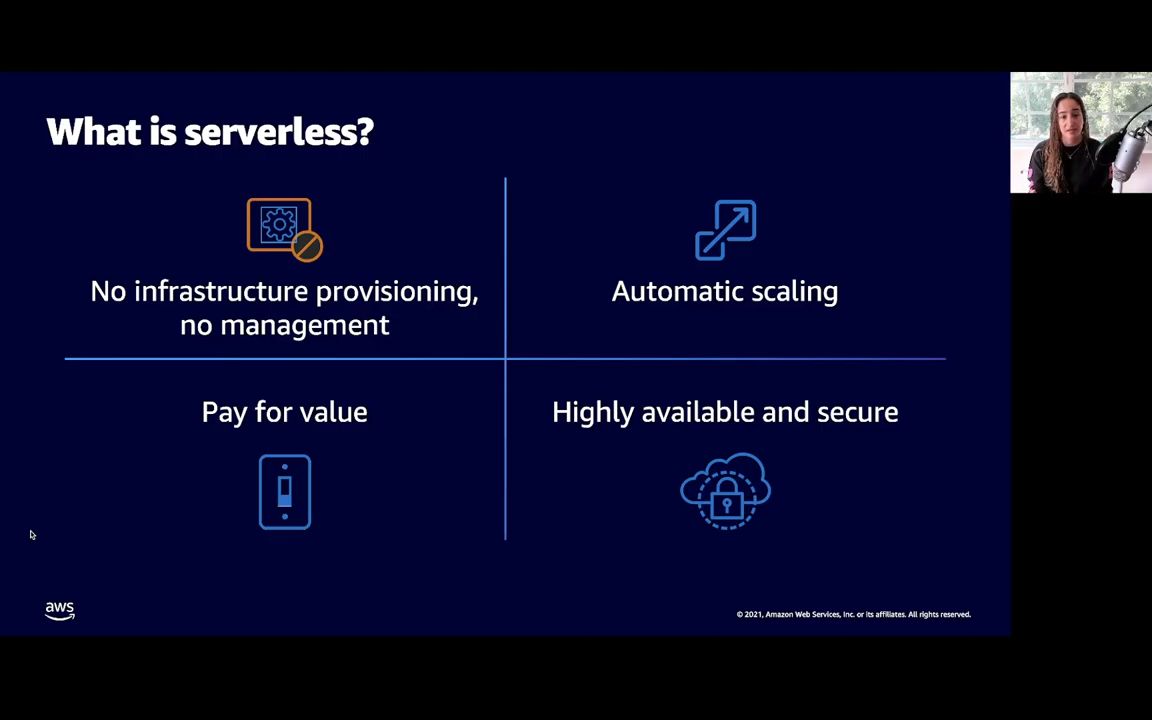 What is serverless?
No infrastructure provisioning,
no management
Automatic scaling
Pay for value
Highly available and secure
aws
© 2021, Amazon Web Services, Inc. or its affiliates. All rights reserved.